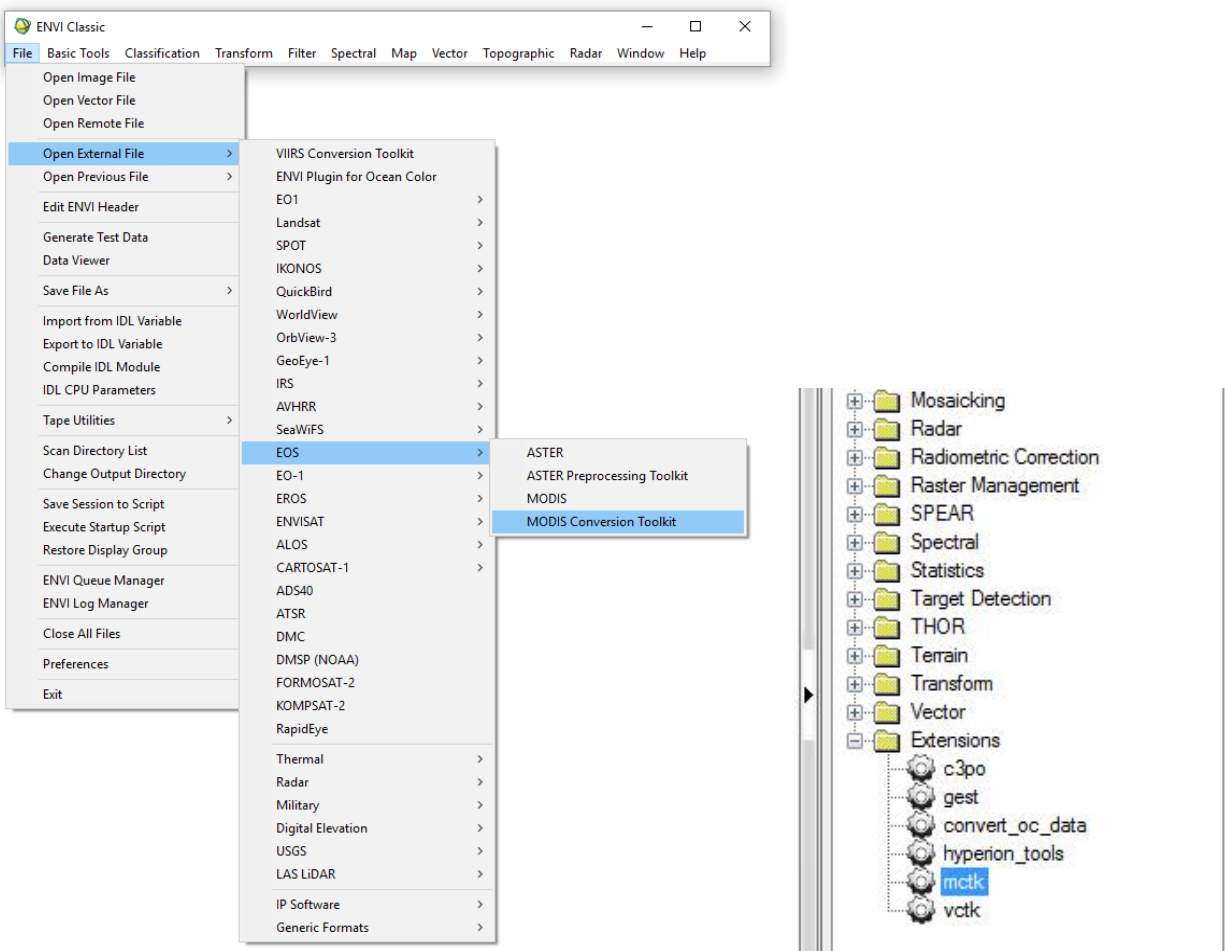 ENVI Classic
File Basic Tools Classification Transform Filter Spectral Map Vector Topographic Radar Window Help
Open Image File
Open Vector File
Open Remote File
Open External File
Open Previous File
Edit ENVI Header
Generate Test Data
Data Viewer
Save File As
Import from IDL Variable
Export to IDL Variable
Compile IDL Module
IDL CPU Parameters
Tape Utilities
Scan Directory List
Change Output Directory
Save Session to Script
Execute Startup Script
Restore Display Group
ENVI Queue Manager
ENVI Log Manager
Close All Files
Preferences
Exit
VIIRS Conversion Toolkit
ENVI Plugin for Ocean Color
EO1
Landsat
SPOT
IKONOS
QuickBird
WorldView
OrbView-3
GeoEye-1
IRS
AVHRR
SeaWiFS
EOS
EO-1
EROS
ENVISAT
ALOS
CARTOSAT-1
ADS40
ATSR
DMC
DMSP (NOAA)
FORMOSAT-2
KOMPSAT-2
RapidEye
Thermal
Radar
Military
Digital Elevation
USGS
LAS LiDAR
IP Software
Generic Formats
ASTER
ASTER Preprocessing Toolkit
MODIS
MODIS Conversion Toolkit
Mosaicking
Radar
Radiometric Correction
Raster Management
SPEAR
Spectral
Statistics
Target Detection
THOR
Terrain
Transform
Vector
Extensions
c3po
gest
convert_oc_data
hyperion_tools
mctk
vctk